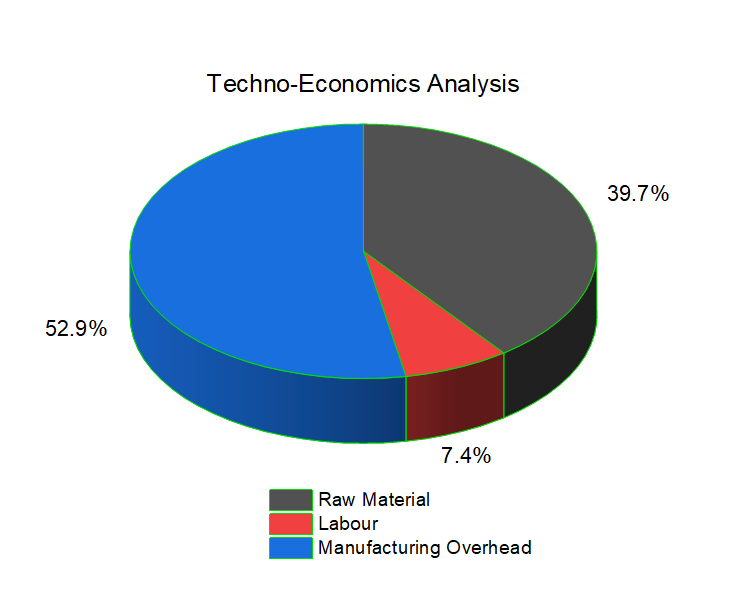 Techno-Economics Analysis
39.7%
52.9%
7.4%
Raw Material
Labour
Manufacturing Overhead